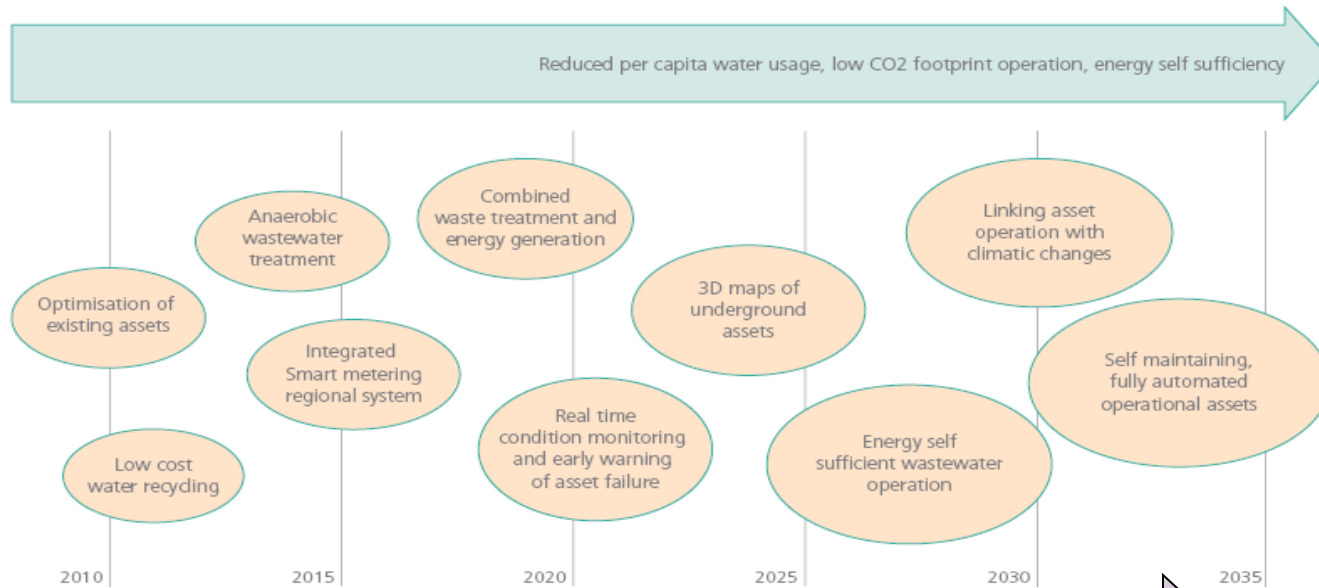 Reduced per capita water usage, low CO2 footprint operation, energy self sufficiency
Optimisation of
existing assets
Low cost
water recycling
Anaerobic
wastewater
treatment
Integrated
Smart metering
regional system
Combined
waste treatment and
energy generation
Real time
condition monitoring
and early warning
of asset failure
3D maps of
underground
assets
Energy self
sufficient wastewater
operation
Linking asset
operation with
climatic changes
Self maintaining,
fully automated
operational assets
2010
2015
2020
2025
2030
2035